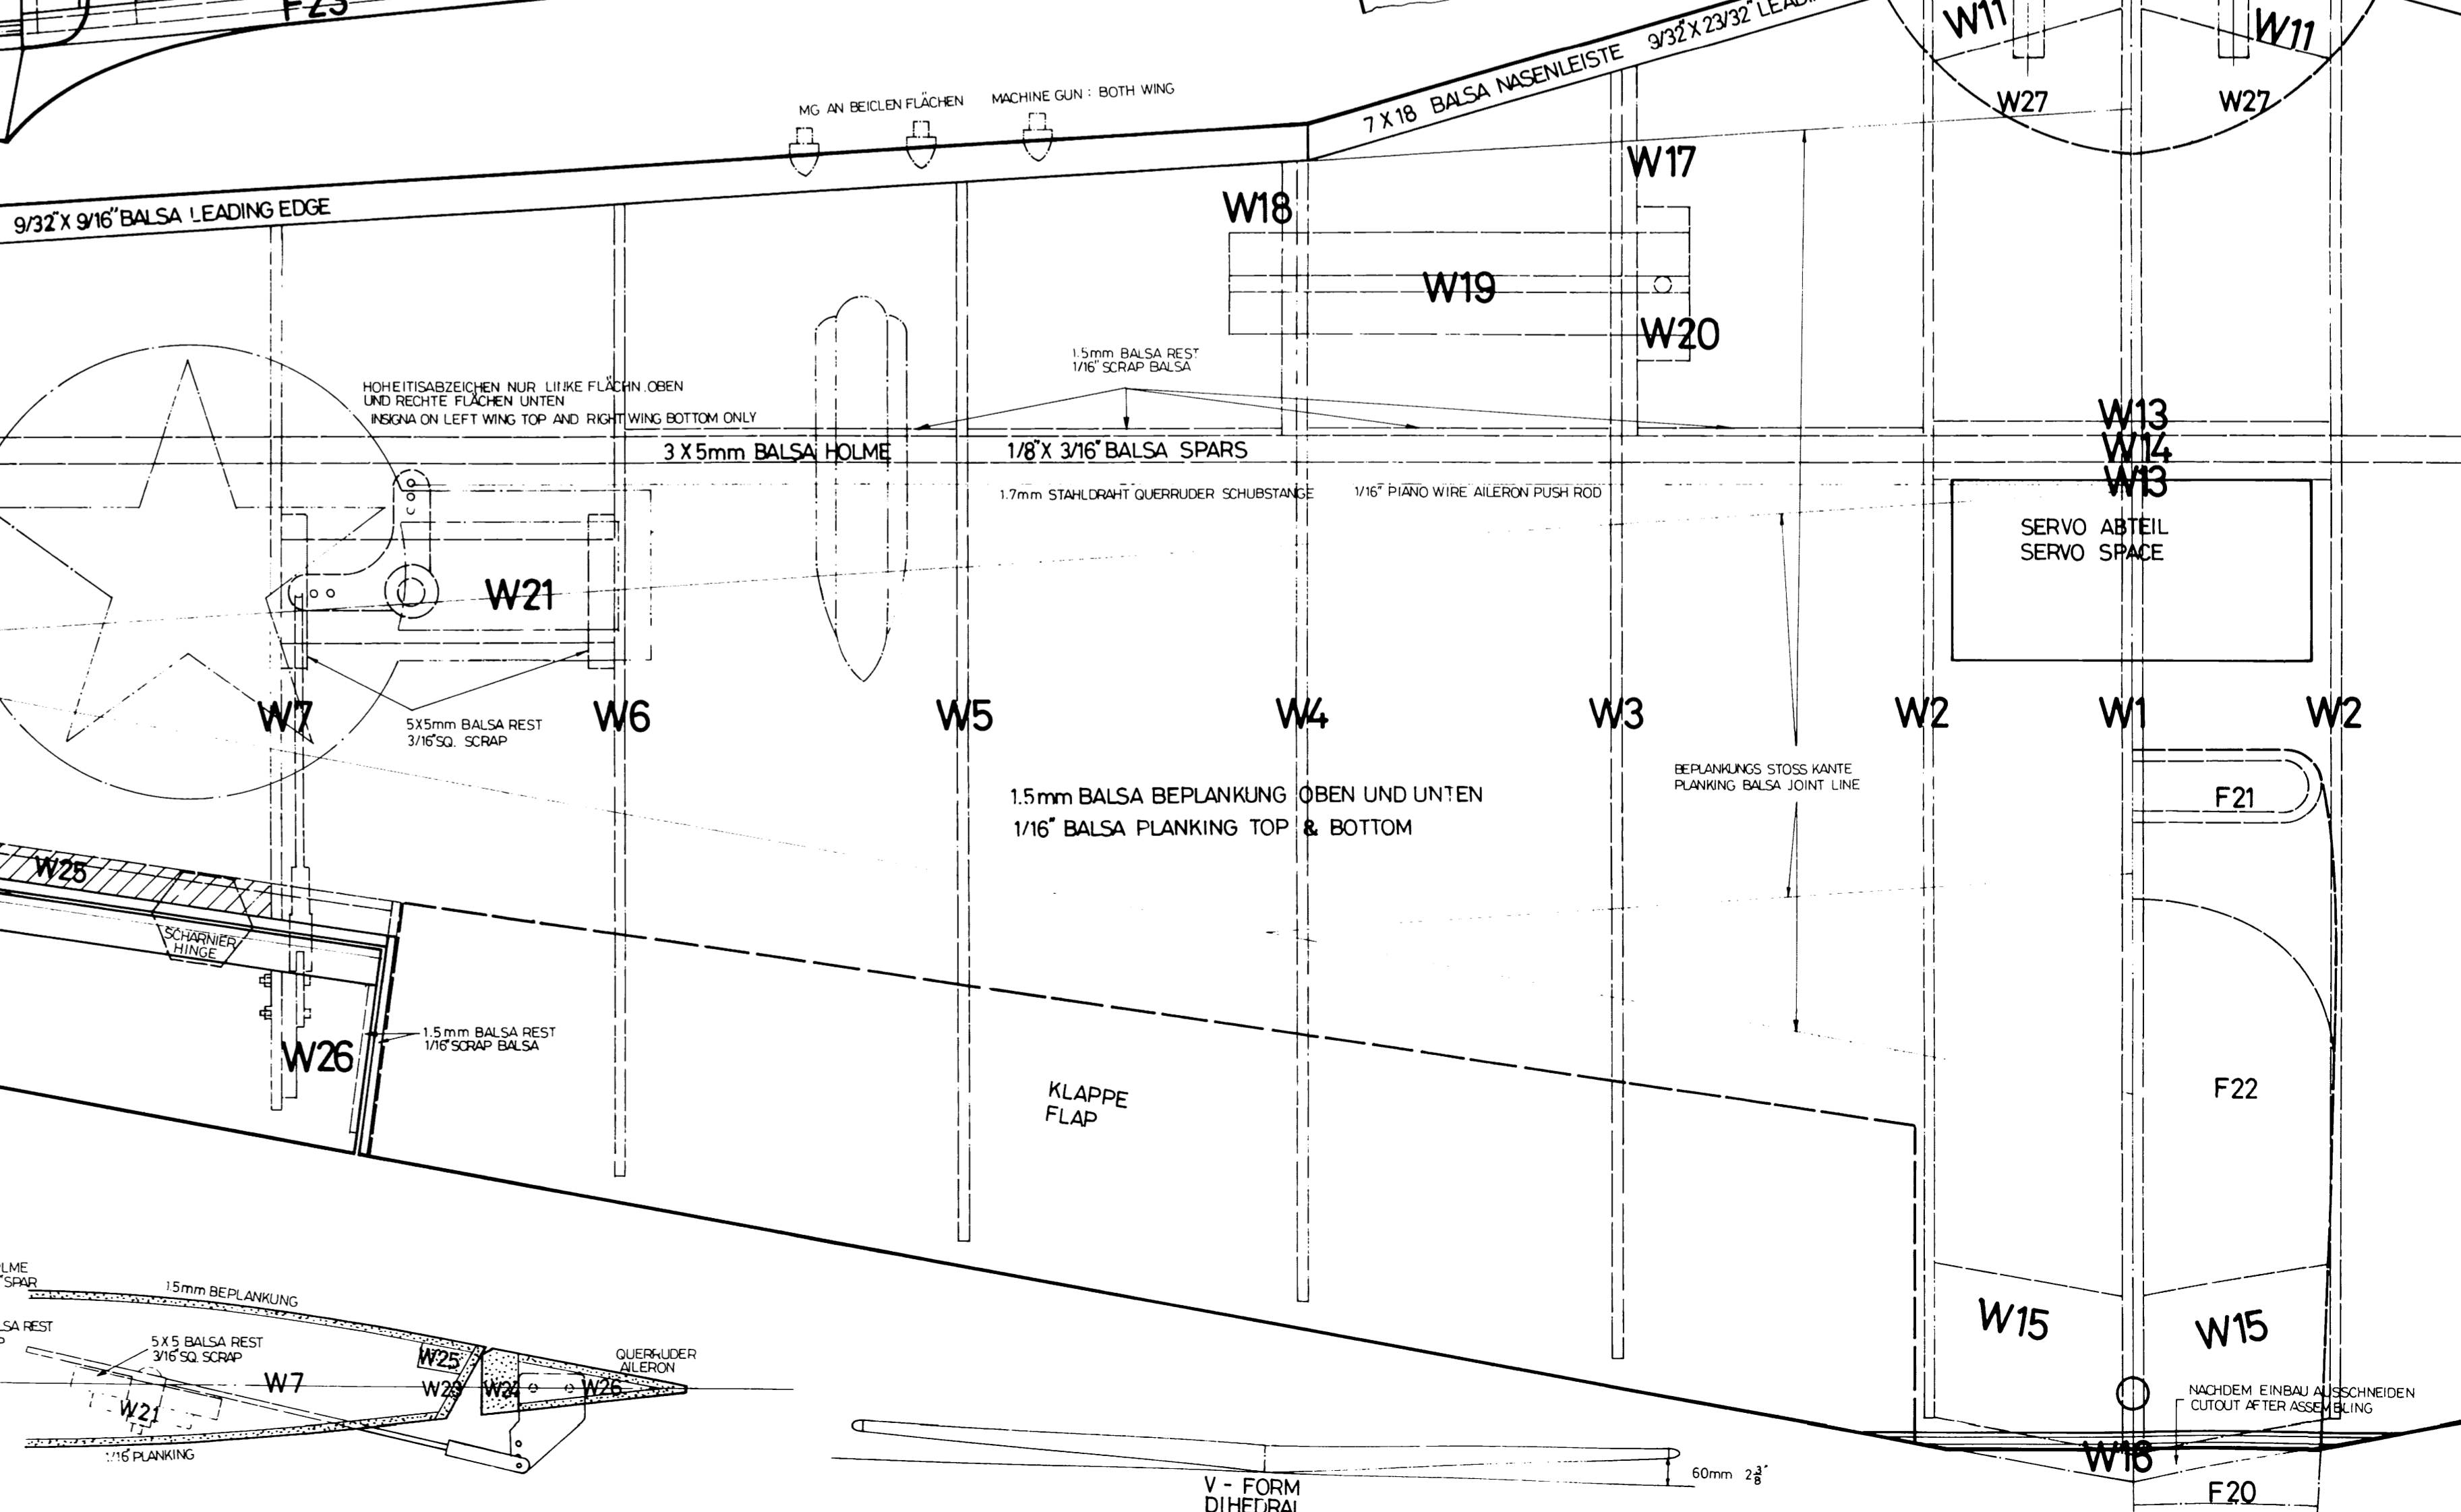 F23
W11
W11
7 X 18 BALSA NASENLEISTE 9/32"X 23/32" LEADI
MG AN BEICLEN FLÄCHEN MACHINE GUN : BOTH WING
W27
W27
W17
W18
9/32"X 9/16" BALSA LEADING EDGE
W19
W20
1.5mm BALSA REST
1/16" SCRAP BALSA
HOHEITISABZEICHEN NUR LINKE FLÄCHN.OBEN
UND RECHTE FLÄCHEN UNTEN
INSIGNA ON LEFT WING TOP AND RIGHT WING BOTTOM ONLY
W13
W14
W13
3 X 5mm BALSA HOLME 1/8"X 3/16" BALSA SPARS
1.7mm STAHLDRAHT QUERRUDER SCHUBSTANGE 1/16" PIANO WIRE AILERON PUSH ROD
SERVO ABTEIL
SERVO SPACE
W21
W7
W6
W5
W4
W3
W2
W1
W2
5X5mm BALSA REST
3/16"SQ. SCRAP
BEPLANKUNGS STOSS KANTE
PLANKING BALSA JOINT LINE
1.5mm BALSA BEPLANKUNG OBEN UND UNTEN
1/16" BALSA PLANKING TOP & BOTTOM
F21
W25
SCHARNIER
HINGE
1.5mm BALSA REST
1/16"SCRAP BALSA
W26
KLAPPE
FLAP
F22
LME
"SPAR
1.5mm BEPLANKUNG
W15
W15
SA REST
5 X 5 BALSA REST
3/16"SQ. SCRAP
QUERRUDER
AILERON
W25
W7
W26
W21
1/16 PLANKING
NACHDEM EINBAU AUSSCHNEIDEN
CUTOUT AFTER ASSEMBLING
W16
60mm 2 3/8"
V - FORM
DIHEDRAL
F20